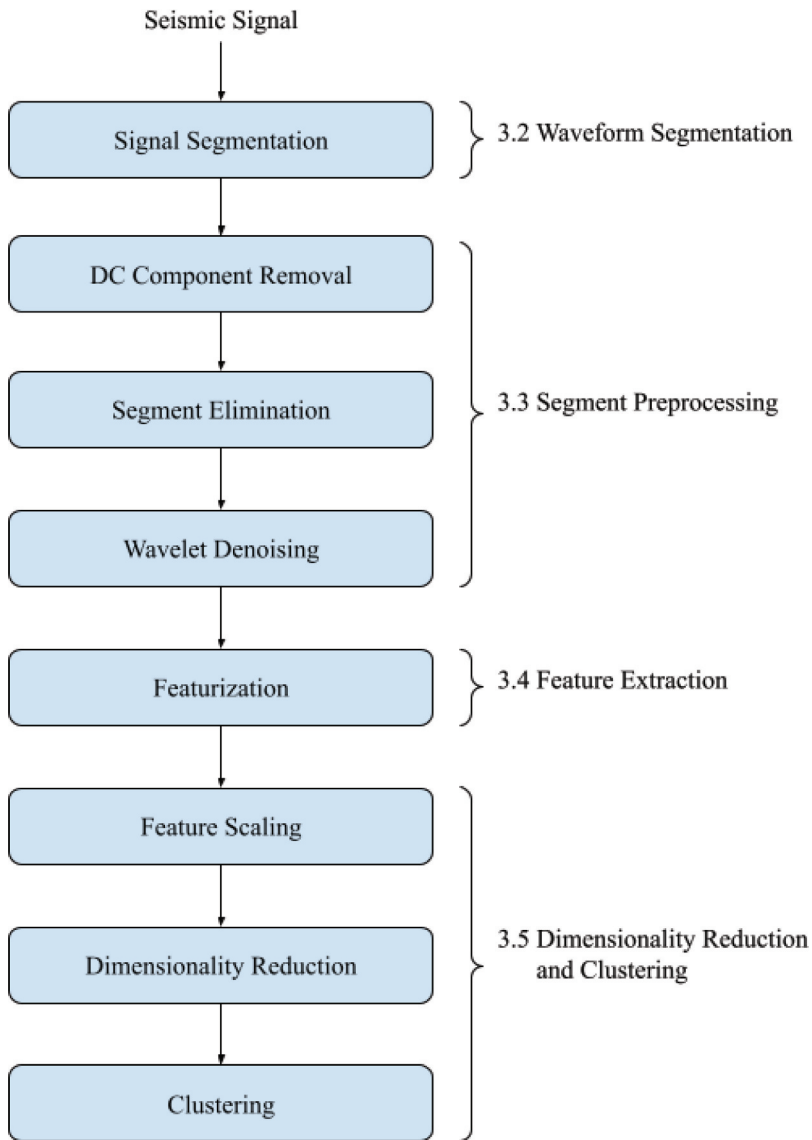 Seismic Signal
Signal Segmentation
3.2 Waveform Segmentation
DC Component Removal
Segment Elimination
3.3 Segment Preprocessing
Wavelet Denoising
Featurization
3.4 Feature Extraction
Feature Scaling
Dimensionality Reduction
3.5 Dimensionality Reduction
and Clustering
Clustering